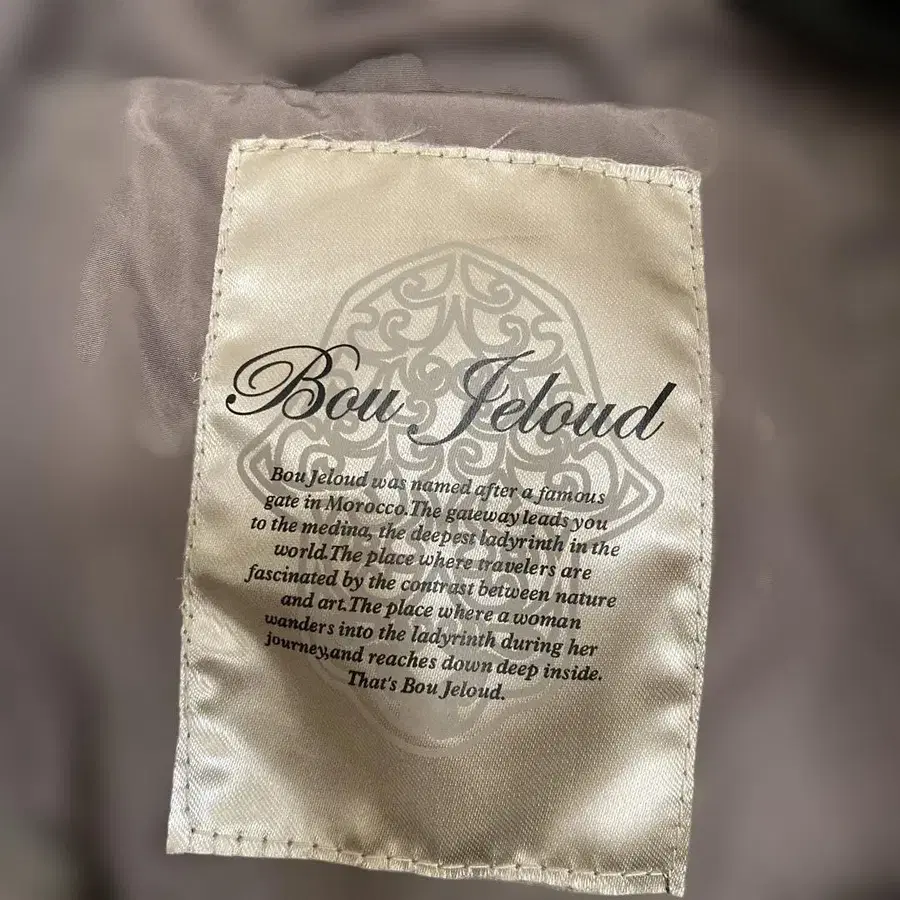 Bou Jeloud
Bou Jeloud was named after a famous
gate in Morocco.The gateway leads you
to the medina, the deepest ladyrinth in the
world.The place where travelers are
fascinated by the contrast between nature
and art.The place where a woman
wanders into the ladyrinth during her
journey,and reaches down deep inside.
That's Bou Jeloud.